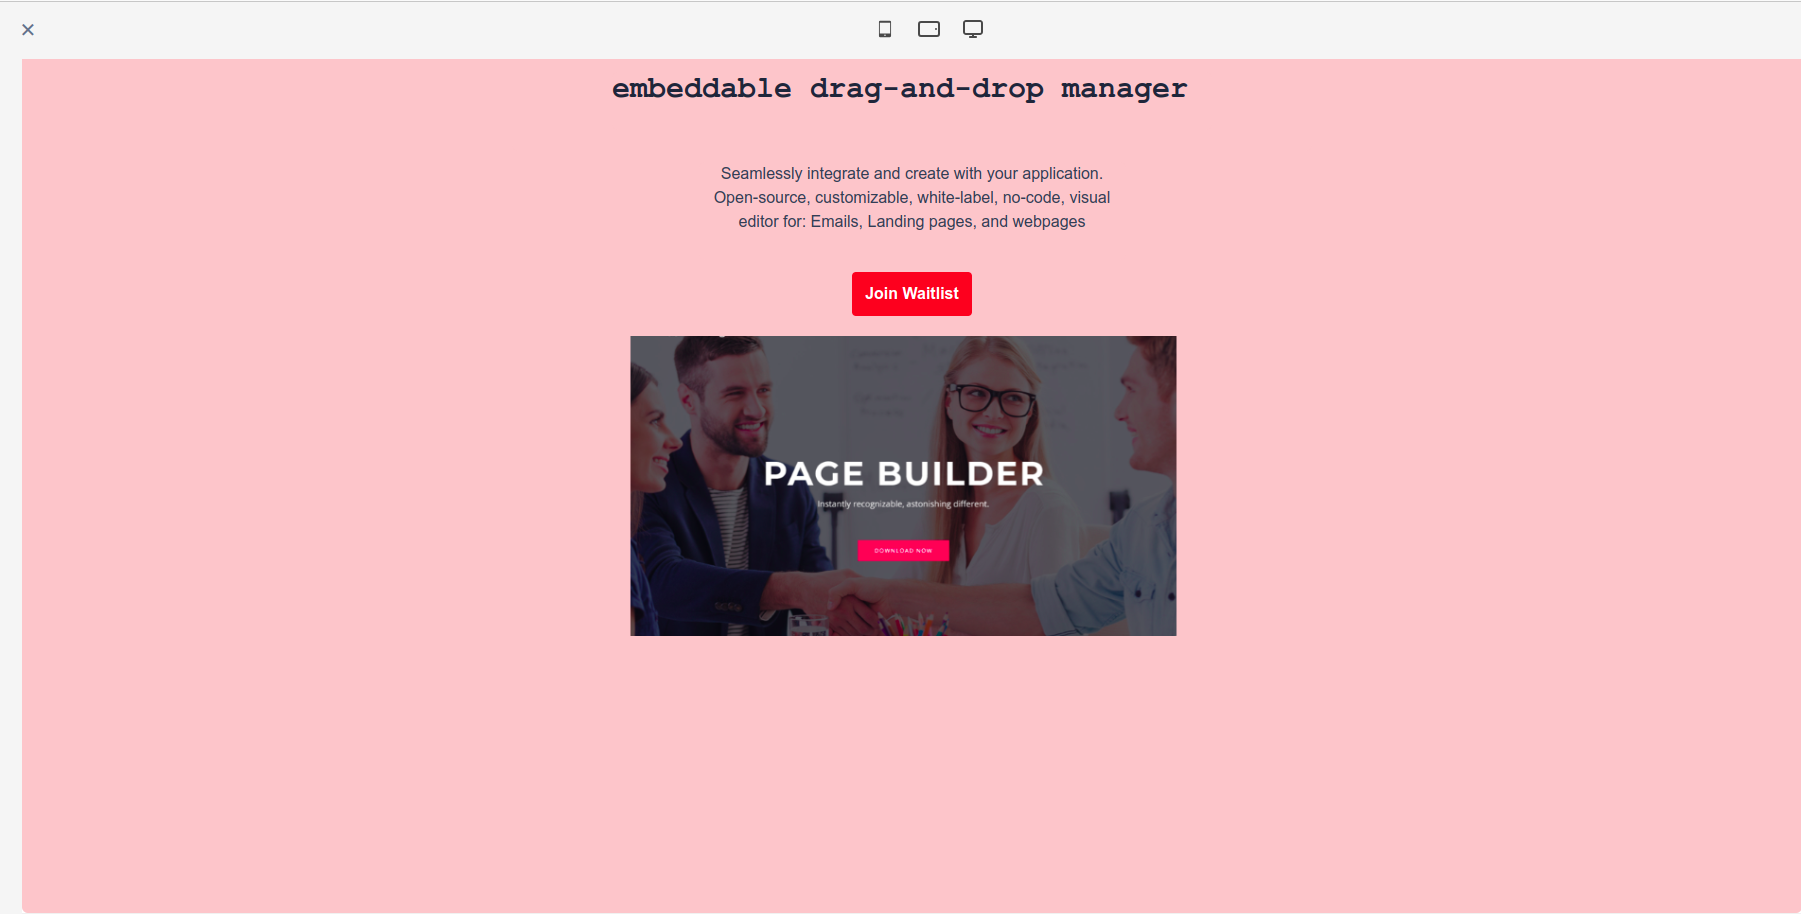 embeddable drag-and-drop manager
Seamlessly integrate and create with your application.
Open-source, customizable, white-label, no-code, visual
editor for: Emails, Landing pages, and webpages
Join Waitlist
PAGE BUILDER
Instantly recognizable, astonishing different.
DOWNLOAD NOW